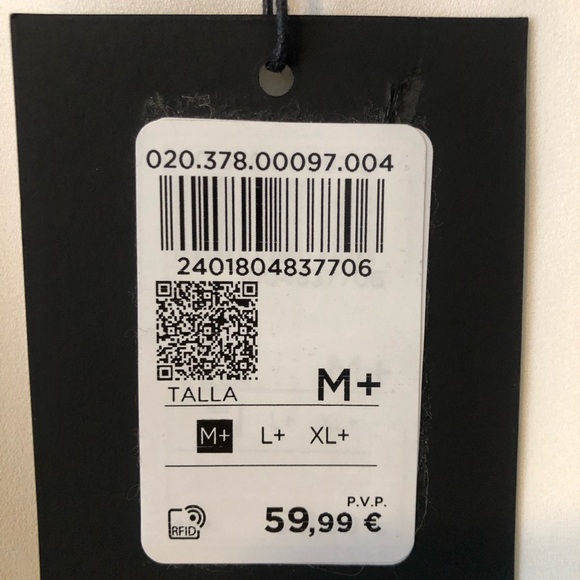 020.378.00097.004
2401804837706
TALLA M+
M+ L+ XL+
P.V.P.
RFID 59,99 €